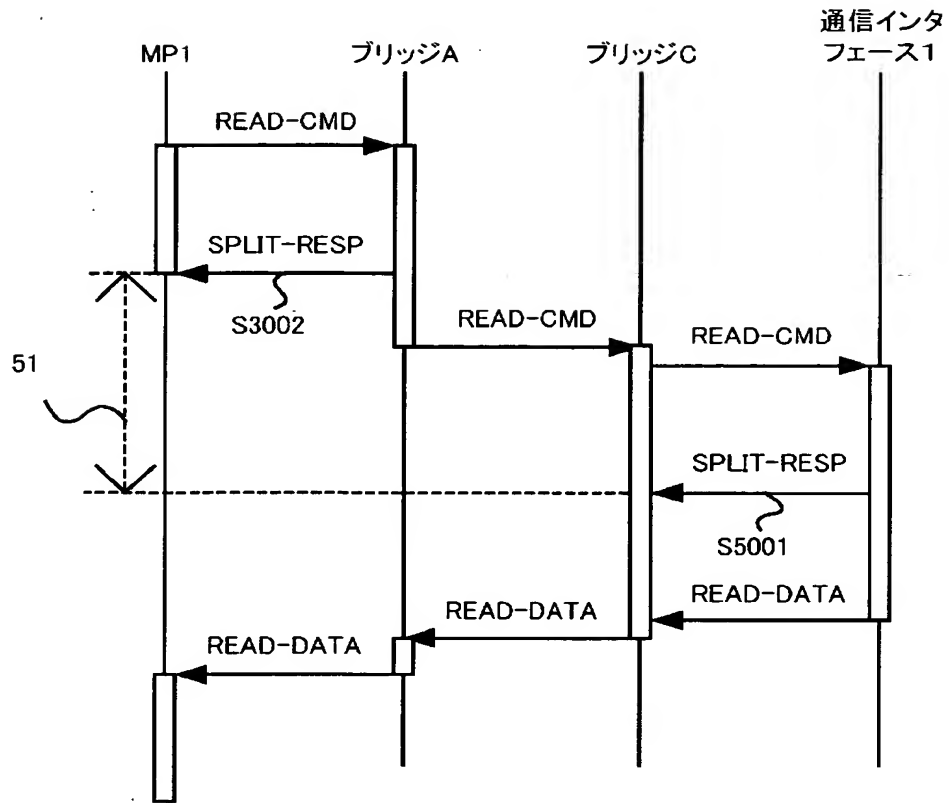 通信インタ
フェース1
MP1
ブリッジA
ブリッジC
READ-CMD
SPLIT-RESP
S3002
READ-CMD
READ-CMD
51
SPLIT-RESP
S5001
READ-DATA
READ-DATA
READ-DATA